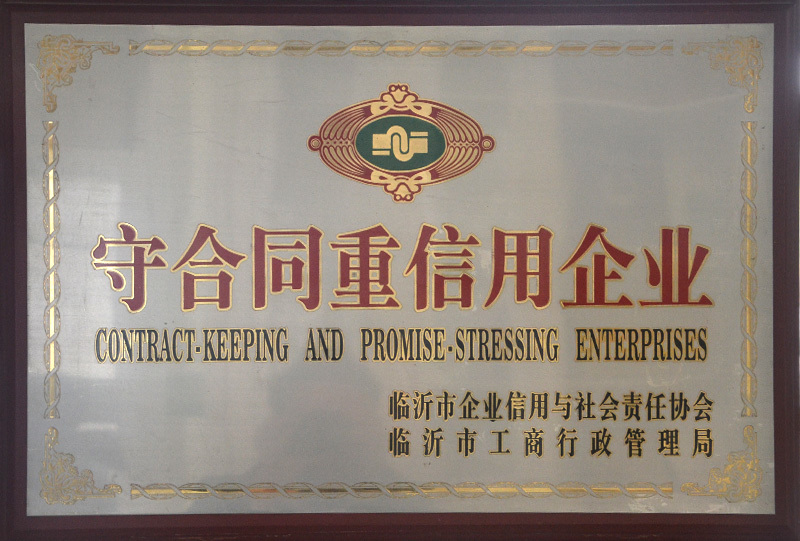 守合同重信用企业
CONTRACT-KEEPING AND PROMISE-STRESSING ENTERPRISES
临沂市企业信用与社会责任协会
临沂市工商行政管理局